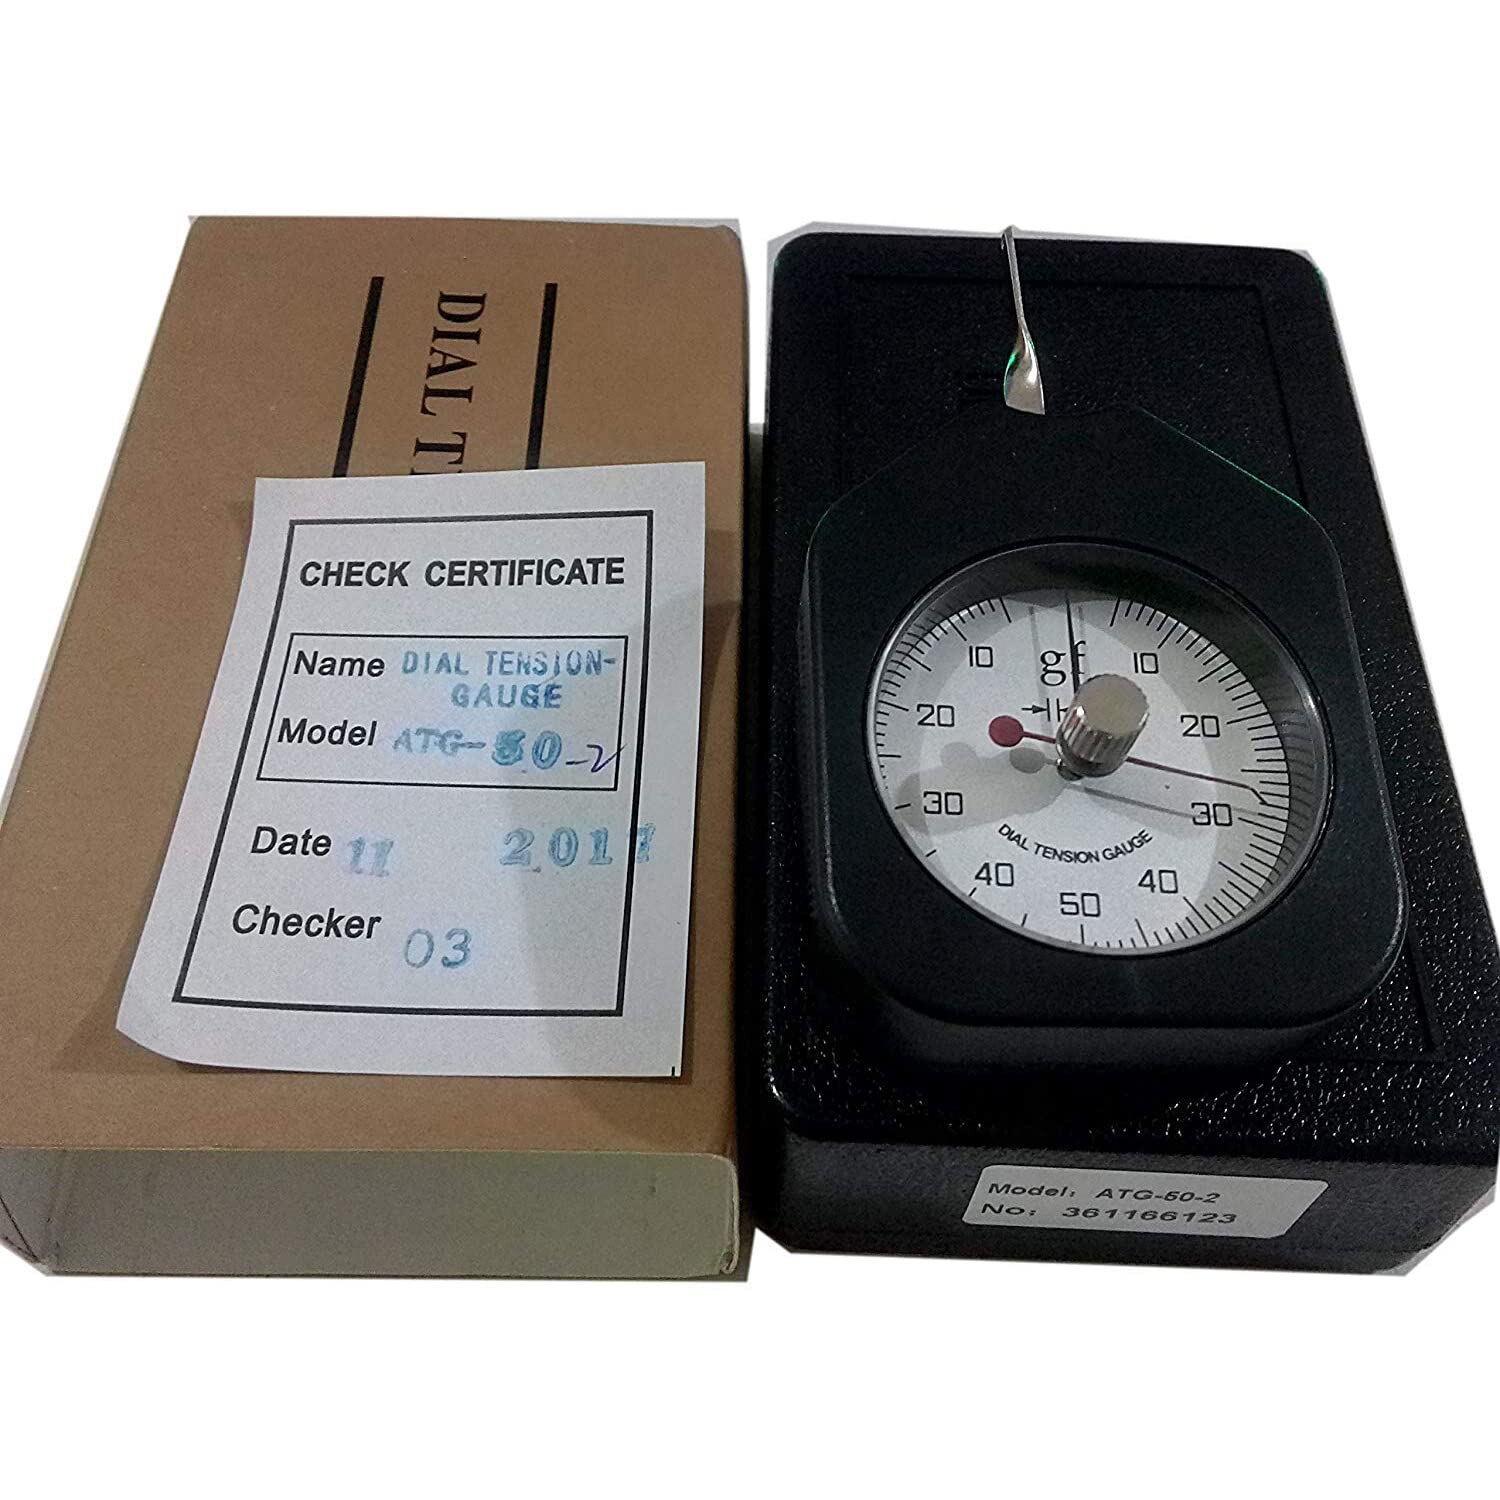 DIAL T
CHECK CERTIFICATE
Name DIAL TENSION-
GAUGE
Model ATG-50-2
Date 11 2017
Checker 03
gf
10 10
20 20
30 30
40 40
50
DIAL TENSION GAUGE
Model: ATG-50-2
No: 361166123